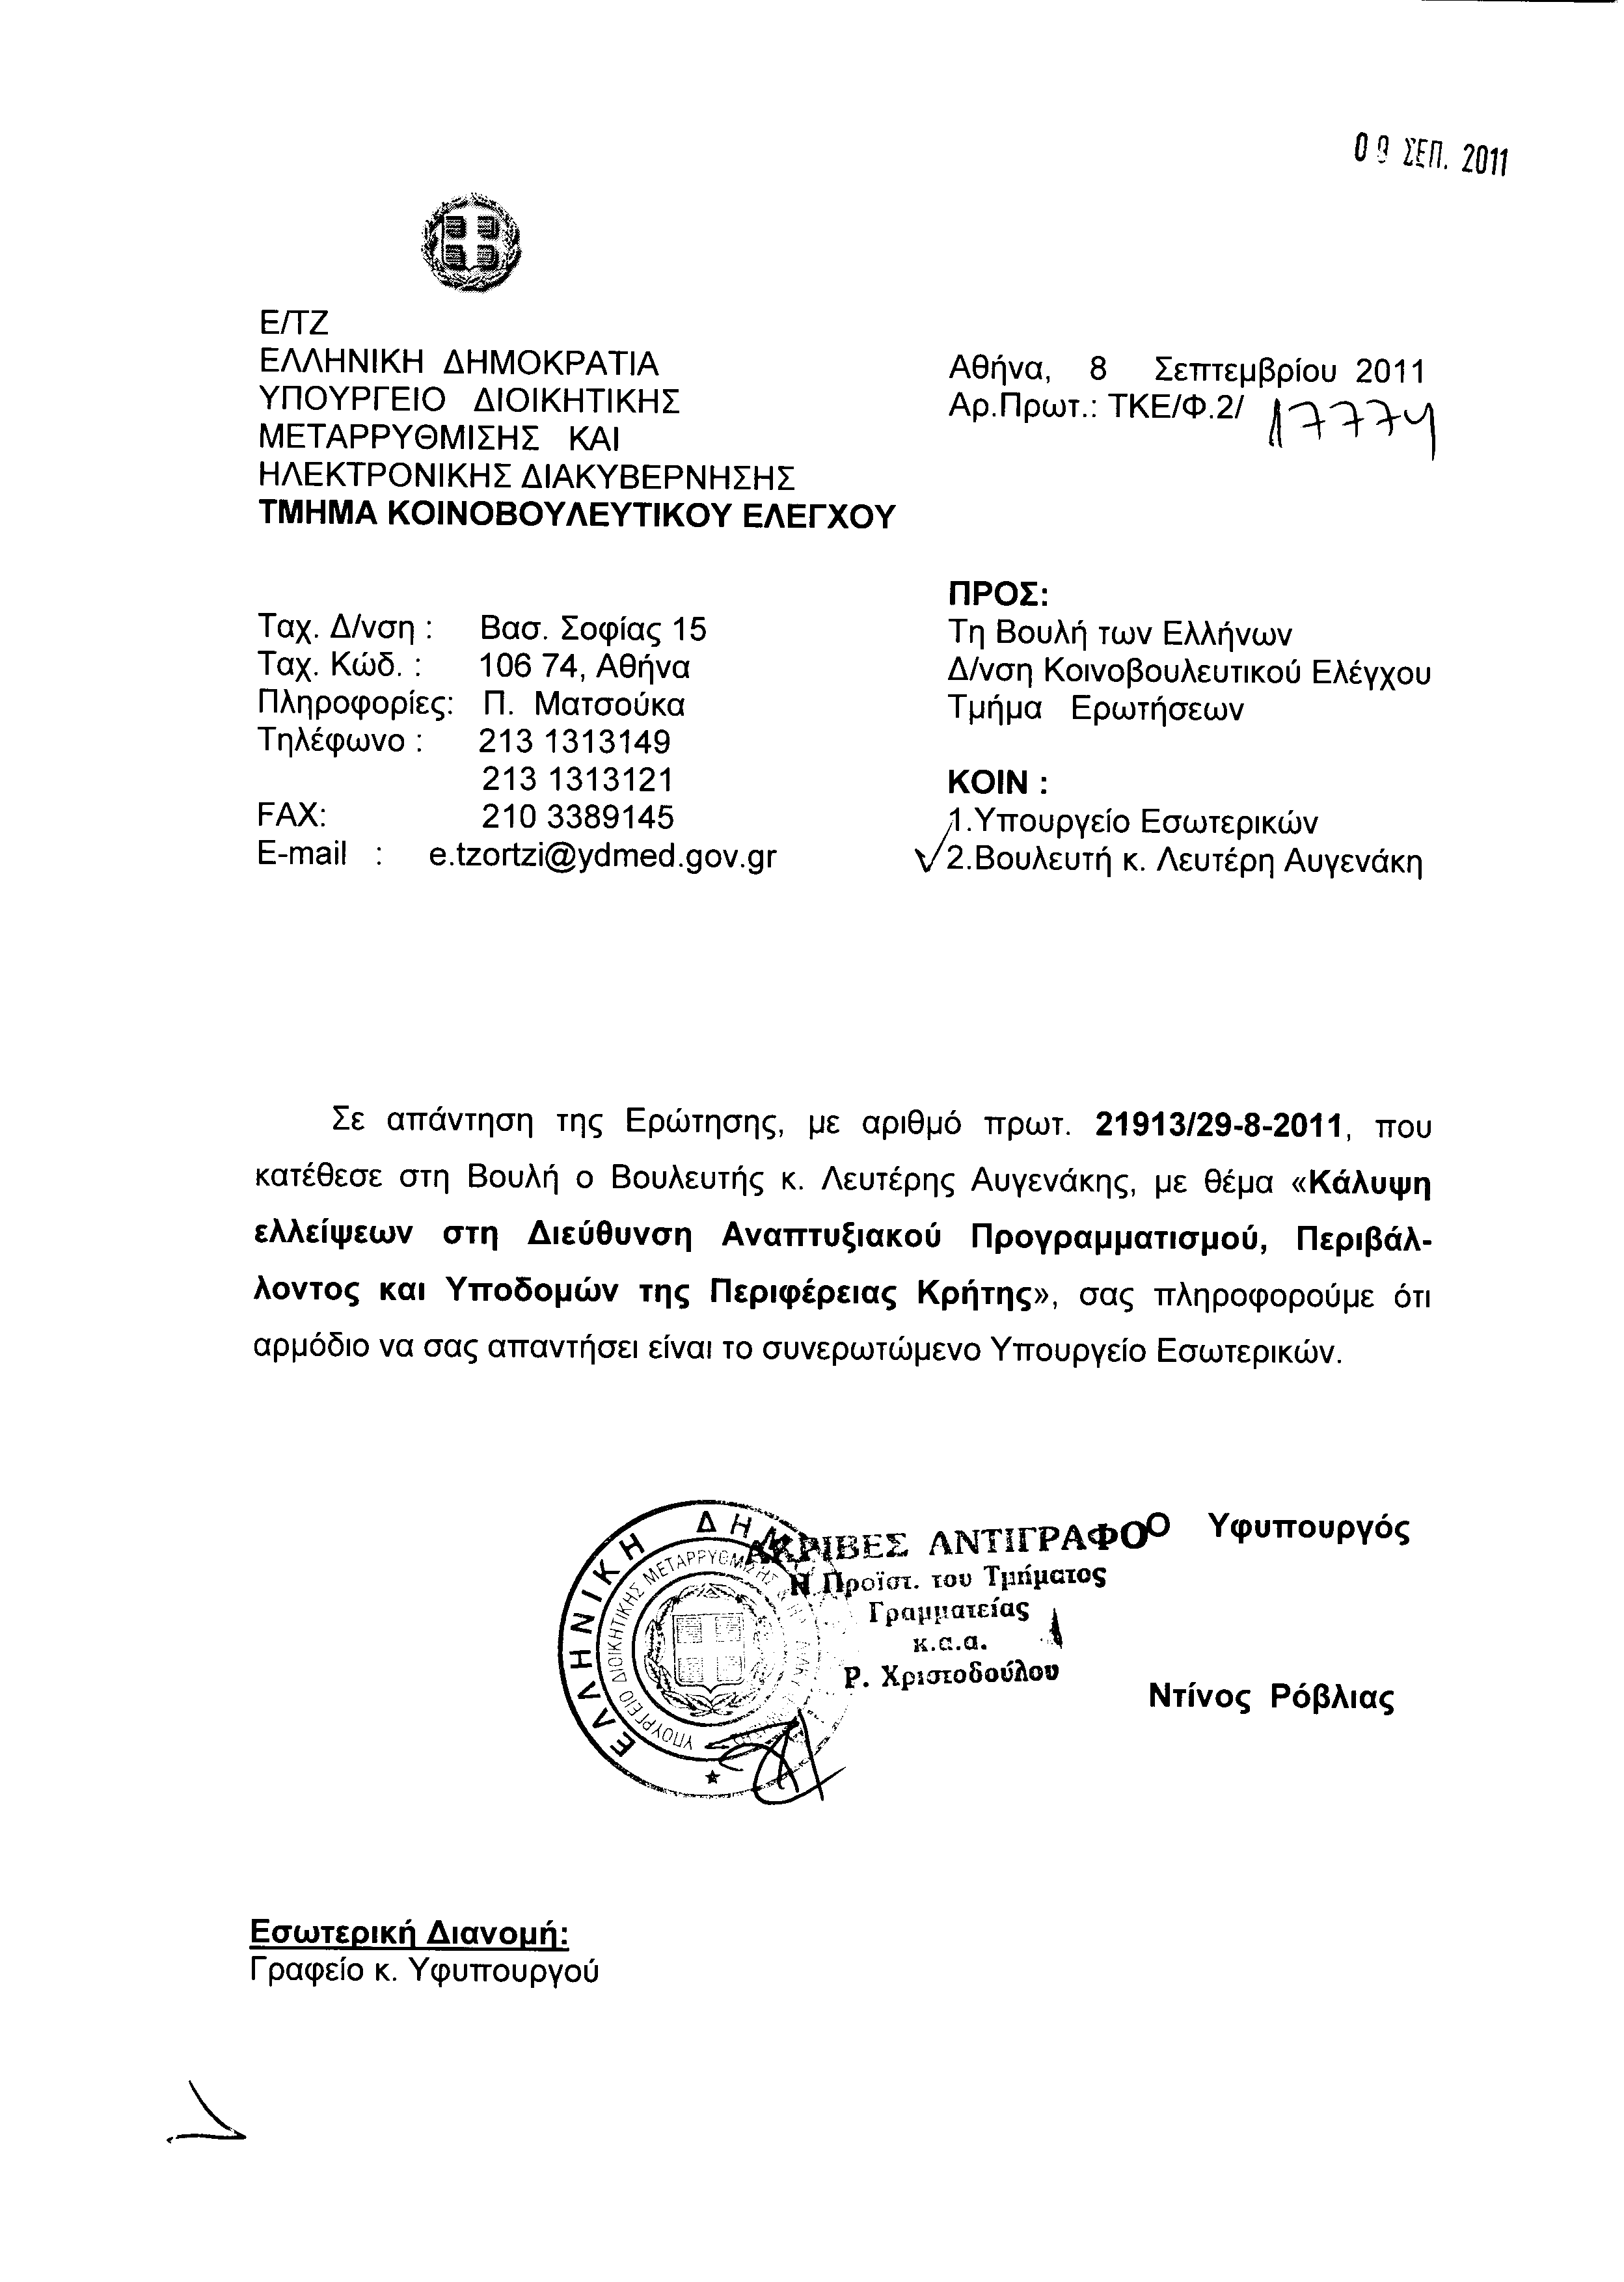 09 ΣΕΠ. 2011
Ε/ΤΖ
ΕΛΛΗΝΙΚΗ ΔΗΜΟΚΡΑΤΙΑ
ΥΠΟΥΡΓΕΙΟ ΔΙΟΙΚΗΤΙΚΗΣ
ΜΕΤΑΡΡΥΘΜΙΣΗΣ ΚΑΙ
ΗΛΕΚΤΡΟΝΙΚΗΣ ΔΙΑΚΥΒΕΡΝΗΣΗΣ
ΤΜΗΜΑ ΚΟΙΝΟΒΟΥΛΕΥΤΙΚΟΥ ΕΛΕΓΧΟΥ
Αθήνα, 8 Σεπτεμβρίου 2011
Αρ.Πρωτ.: ΤΚΕ/Φ.2/ 17774
Ταχ. Δ/νση : Βασ. Σοφίας 15
Ταχ. Κώδ. : 106 74, Αθήνα
Πληροφορίες: Π. Ματσούκα
Τηλέφωνο : 213 1313149
213 1313121
FAX: 210 3389145
E-mail : e.tzortzi@ydmed.gov.gr
ΠΡΟΣ:
Τη Βουλή των Ελλήνων
Δ/νση Κοινοβουλευτικού Ελέγχου
Τμήμα Ερωτήσεων
ΚΟΙΝ :
1.Υπουργείο Εσωτερικών
2.Βουλευτή κ. Λευτέρη Αυγενάκη
Σε απάντηση της Ερώτησης, με αριθμό πρωτ. 21913/29-8-2011, που
κατέθεσε στη Βουλή ο Βουλευτής κ. Λευτέρης Αυγενάκης, με θέμα «Κάλυψη
ελλείψεων στη Διεύθυνση Αναπτυξιακού Προγραμματισμού, Περιβάλ-
λοντος και Υποδομών της Περιφέρειας Κρήτης», σας πληροφορούμε ότι
αρμόδιο να σας απαντήσει είναι το συνερωτώμενο Υπουργείο Εσωτερικών.
Ο Υφυπουργός
ΑΚΡΙΒΕΣ ΑΝΤΙΓΡΑΦΟ
Η Προϊστ. του Τμήματος
Γραμματείας
κ.α.α.
Ρ. Χριστοδούλου
ΕΛΛΗΝΙΚΗ ΔΗΜ
ΥΠΟΥΡΓΕΙΟ ΔΙΟΙΚΗΤΙΚΗΣ ΜΕΤΑΡΡΥΘΜΙΣΗΣ
Ντίνος Ρόβλιας
Εσωτερική Διανομή:
Γραφείο κ. Υφυπουργού